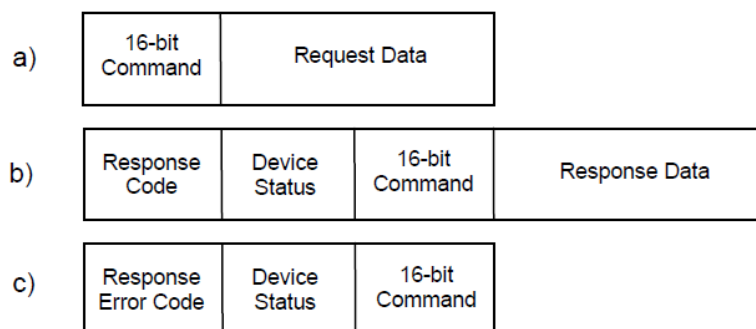 a)
16-bit
Command
Request Data
b)
Response
Code
Device
Status
16-bit
Command
Response Data
c)
Response
Error Code
Device
Status
16-bit
Command